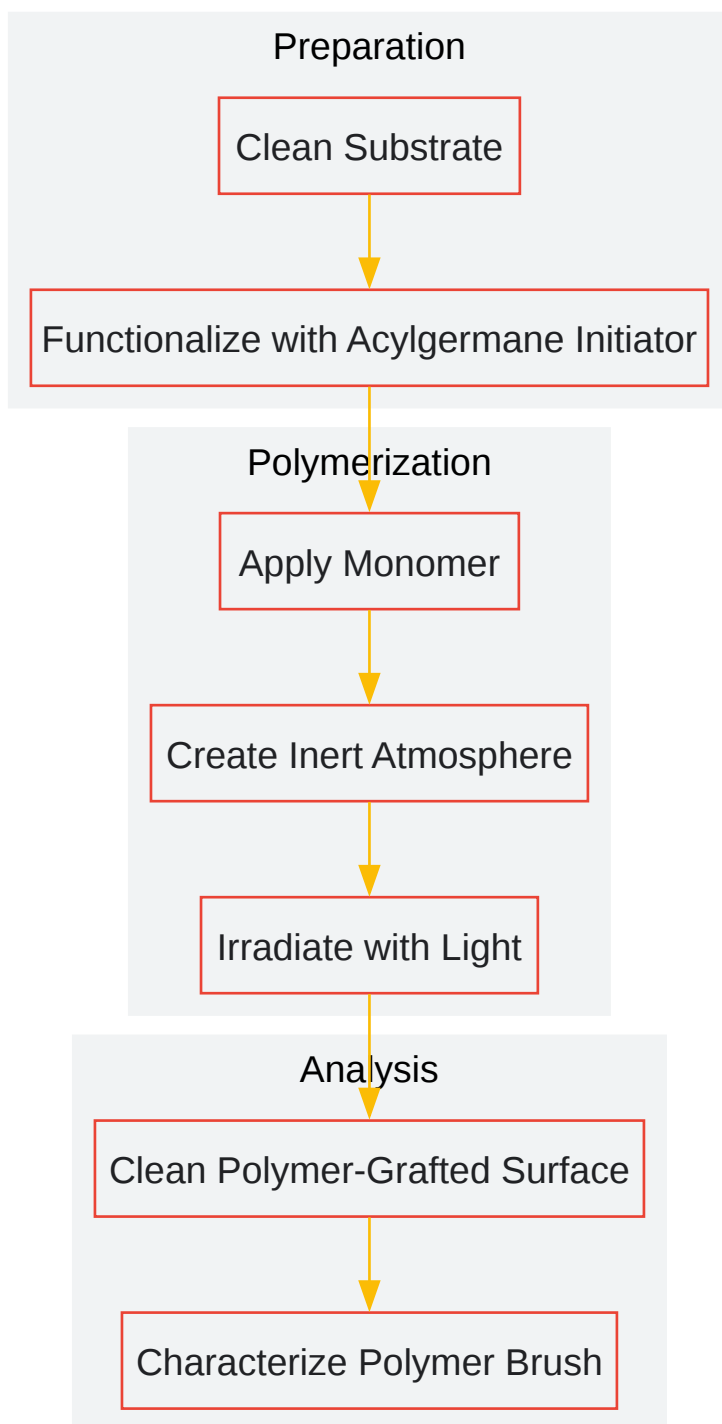 Preparation
Clean Substrate
Functionalize with Acylgermane Initiator
Polymerization
Apply Monomer
Create Inert Atmosphere
Irradiate with Light
Analysis
Clean Polymer-Grafted Surface
Characterize Polymer Brush